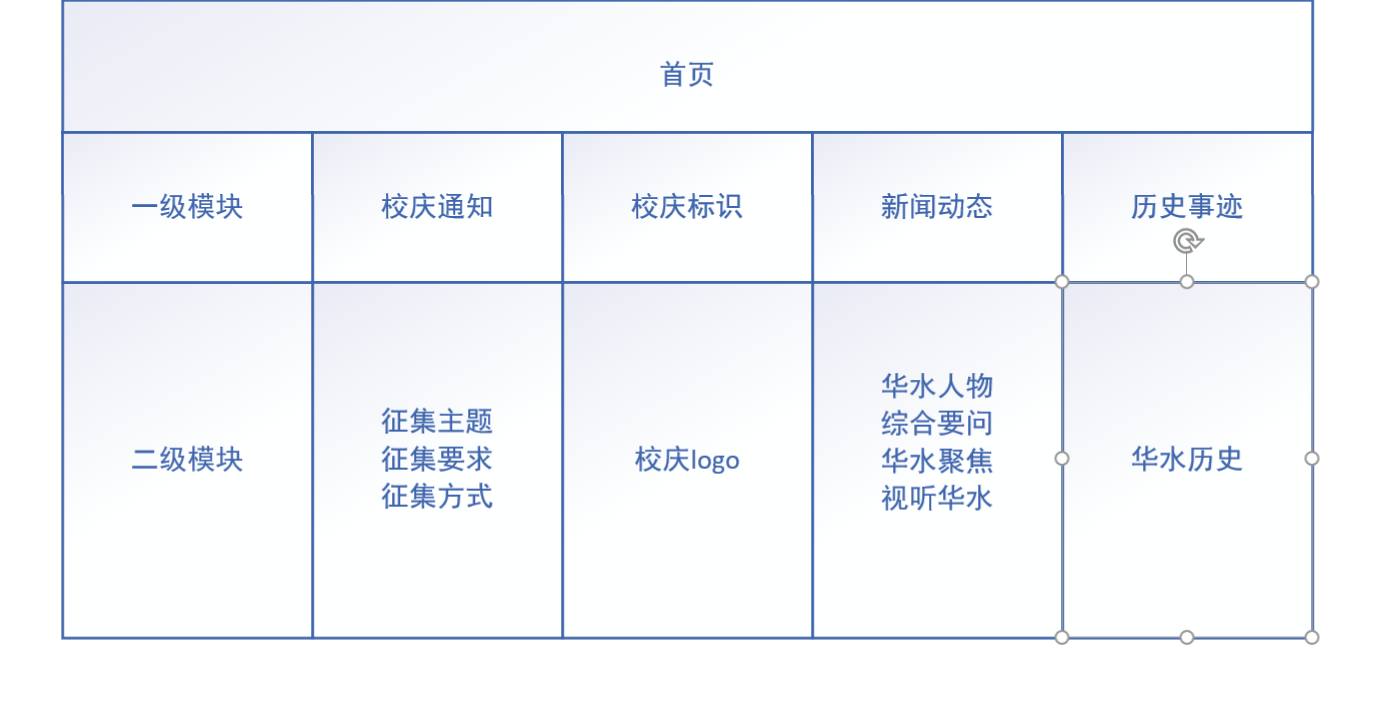 首页
一级模块
校庆通知
校庆标识
新闻动态
历史事迹
二级模块
征集主题
征集要求
征集方式
校庆logo
华水人物
综合要问
华水聚焦
视听华水
华水历史